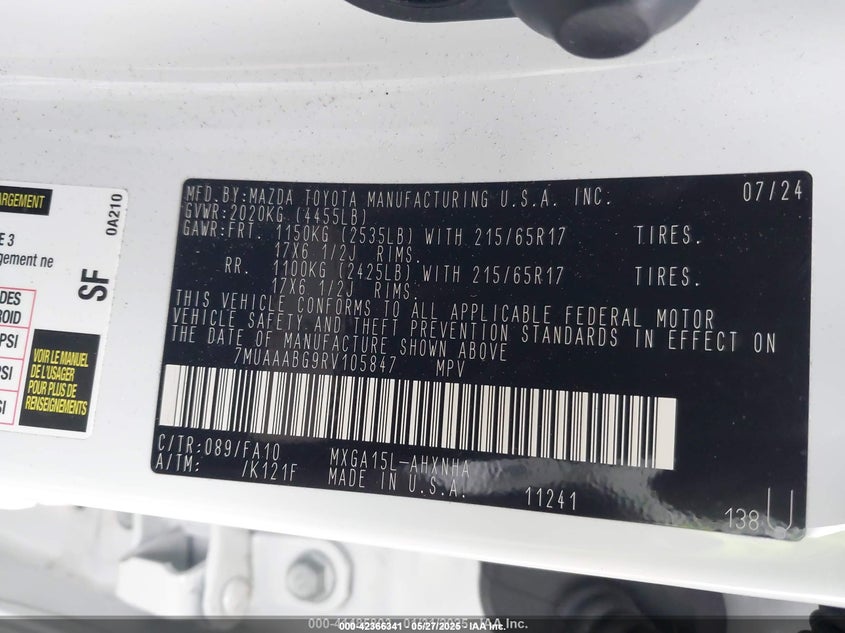 ARGEMENT
0A210
E 3
gement ne
SF
DES
ROID
PSI
PSI
SI
VOIR LE MANUEL
DE L'USAGER
POUR PLUS DE
RENSEIGNEMENTS
MFD.BY:MAZDA TOYOTA MANUFACTURING U.S.A. INC: 07/24
GVWR:2020KG (4455LB)
GAWR:FRT. 1150KG (2535LB) WITH 215/65R17 TIRES.
17X6 1/2J RIMS.
RR. 1100KG (2425LB) WITH 215/65R17 TIRES.
17X6 1/2J RIMS.
THIS VEHICLE CONFORMS TO ALL APPLICABLE FEDERAL MOTOR
VEHICLE SAFETY AND THEFT PREVENTION STANDARDS IN EFFECT ON
THE DATE OF MANUFACTURE SHOWN ABOVE
7MUAAABG9RV105847 MPV
C/TR:089/FA10 MXGA15L-AHXNHA
A/TM: /K121F MADE IN U.S.A.
11241
138 U
000-42366341 - 05/27/2025 - IAA Inc.